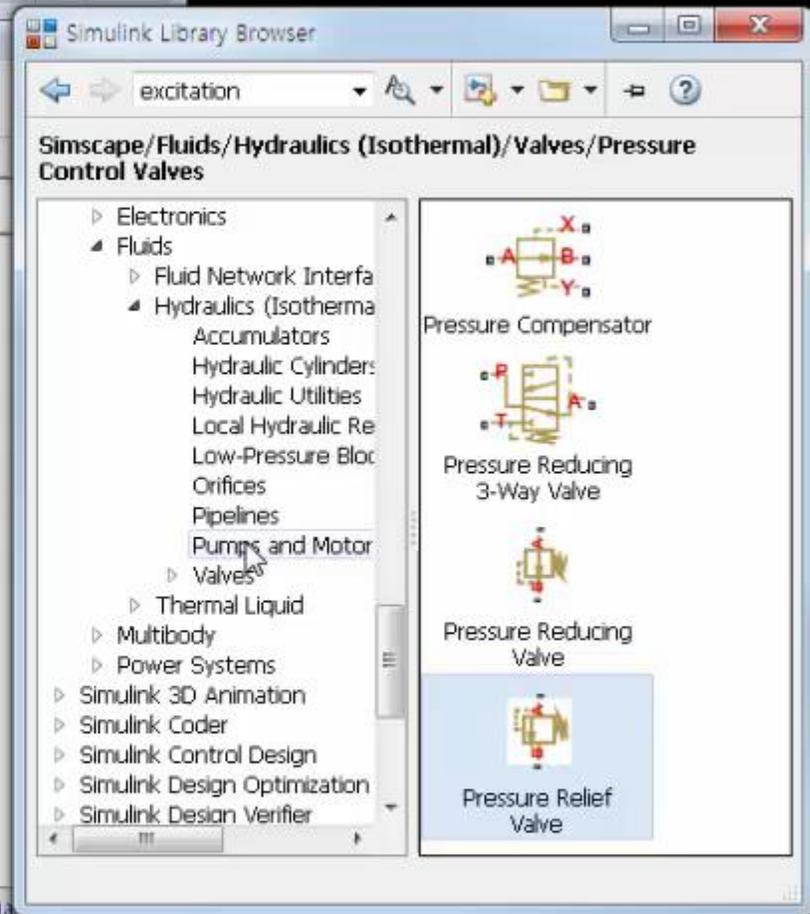 Simulink Library Browser
excitation
Simscape/Fluids/Hydraulics (Isothermal)/Valves/Pressure
Control Valves
Electronics
Fluids
Fluid Network Interfa
Hydraulics (Isotherma
Accumulators
Hydraulic Cylinders
Hydraulic Utilities
Local Hydraulic Re
Low-Pressure Bloc
Orifices
Pipelines
Pumps and Motor
Valves
Thermal Liquid
Multibody
Power Systems
Simulink 3D Animation
Simulink Coder
Simulink Control Design
Simulink Design Optimization
Simulink Design Verifier
X
A B
Y
Pressure Compensator
P
A
T
Pressure Reducing
3-Way Valve
A
B
Pressure Reducing
Valve
A
B
Pressure Relief
Valve